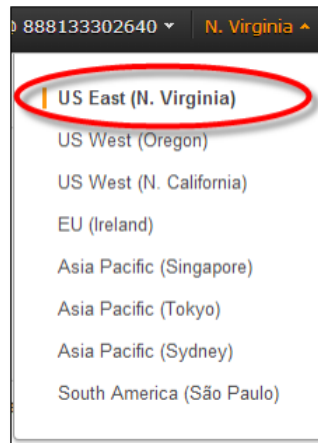 888133302640 N. Virginia
US East (N. Virginia)
US West (Oregon)
US West (N. California)
EU (Ireland)
Asia Pacific (Singapore)
Asia Pacific (Tokyo)
Asia Pacific (Sydney)
South America (São Paulo)